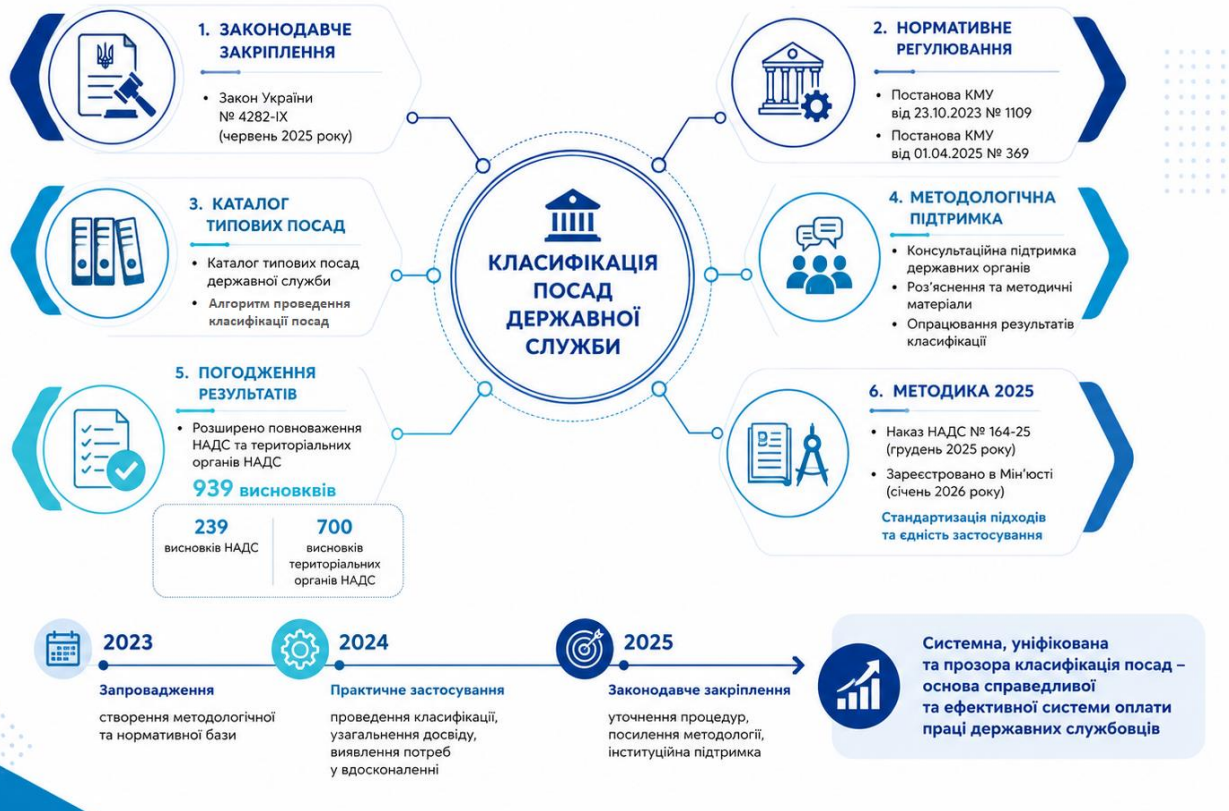 1. ЗАКОНОДАВЧЕ
ЗАКРІПЛЕННЯ
• Закон України
№ 4282-IX
(червень 2025 року)
2. НОРМАТИВНЕ
РЕГУЛЮВАННЯ
• Постанова КМУ
від 23.10.2023 № 1109
• Постанова КМУ
від 01.04.2025 № 369
3. КАТАЛОГ
ТИПОВИХ ПОСАД
• Каталог типових посад
державної служби
• Алгоритм проведення
класифікації посад
КЛАСИФІКАЦІЯ
ПОСАД
ДЕРЖАВНОЇ
СЛУЖБИ
4. МЕТОДОЛОГІЧНА
ПІДТРИМКА
• Консультаційна підтримка
державних органів
• Роз'яснення та методичні
матеріали
• Опрацювання результатів
класифікації
5. ПОГОДЖЕННЯ
РЕЗУЛЬТАТІВ
• Розширено повноваження
НАДС та територіальних
органів НАДС
939 висновквів
239
висновків НАДС
700
висновків
територіальних
органів НАДС
6. МЕТОДИКА 2025
• Наказ НАДС № 164-25
(грудень 2025 року)
• Зареєстровано в Мін'юсті
(січень 2026 року)
Стандартизація підходів
та єдність застосування
2023
Запровадження
створення методологічної
та нормативної бази
2024
Практичне застосування
проведення класифікації,
узагальнення досвіду,
виявлення потреб
у вдосконаленні
2025
Законодавче закріплення
уточнення процедур,
посилення методології,
інституційна підтримка
Системна, уніфікована
та прозора класифікація посад –
основа справедливої
та ефективної системи оплати
праці державних службовців